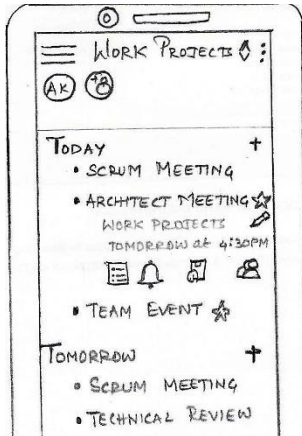 WORK PROJECTS
AK
TODAY
SCRUM MEETING
ARCHITECT MEETING
WORK PROJECTS
TOMORROW at 4:30PM
TEAM EVENT
TOMORROW
SCRUM MEETING
TECHNICAL REVIEW